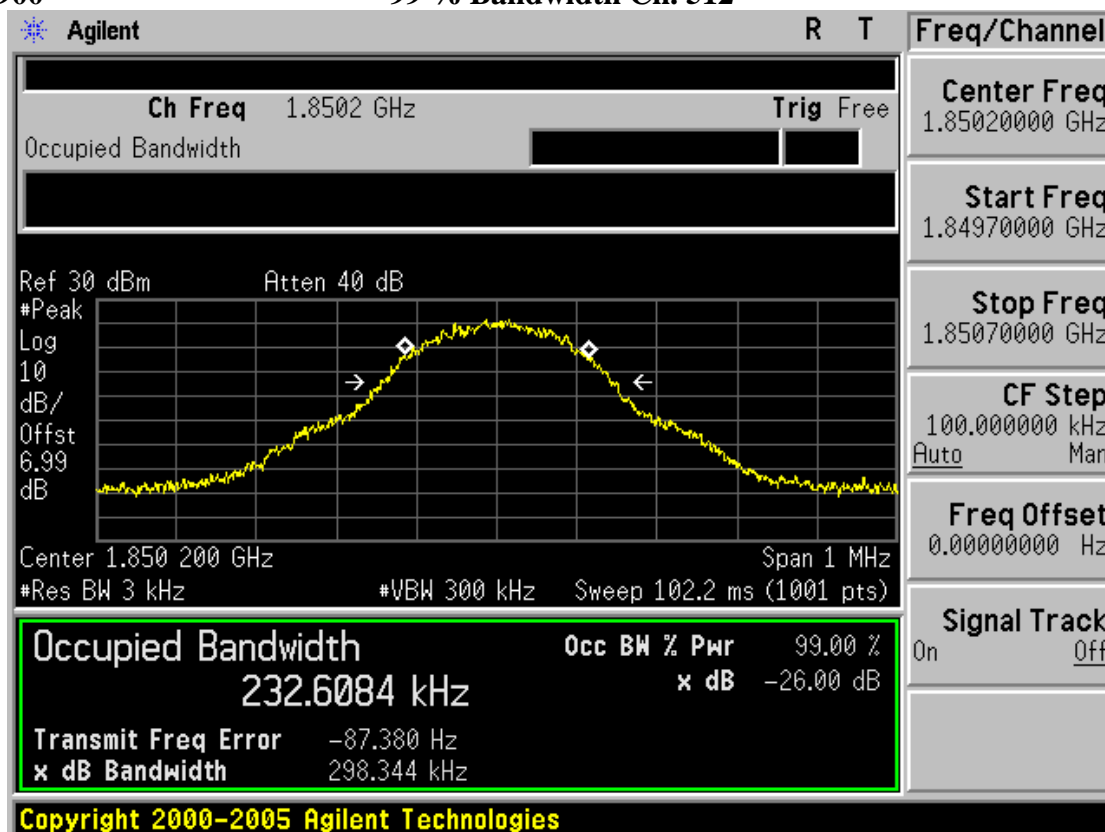 99 % Bandwidth Ch. 512
Agilent R T
Freq/Channel
Ch Freq 1.8502 GHz Trig Free
Occupied Bandwidth
Center Freq
1.85020000 GHz
Start Freq
1.84970000 GHz
Stop Freq
1.85070000 GHz
CF Step
100.000000 kHz
Auto Man
Freq Offset
0.00000000 Hz
Signal Track
On Off
Ref 30 dBm Atten 40 dB
#Peak
Log
10
dB/
Offst
6.99
dB
Center 1.850 200 GHz Span 1 MHz
#Res BW 3 kHz #VBW 300 kHz Sweep 102.2 ms (1001 pts)
Occupied Bandwidth Occ BW % Pwr 99.00 %
232.6084 kHz x dB -26.00 dB
Transmit Freq Error -87.380 Hz
x dB Bandwidth 298.344 kHz
Copyright 2000-2005 Agilent Technologies